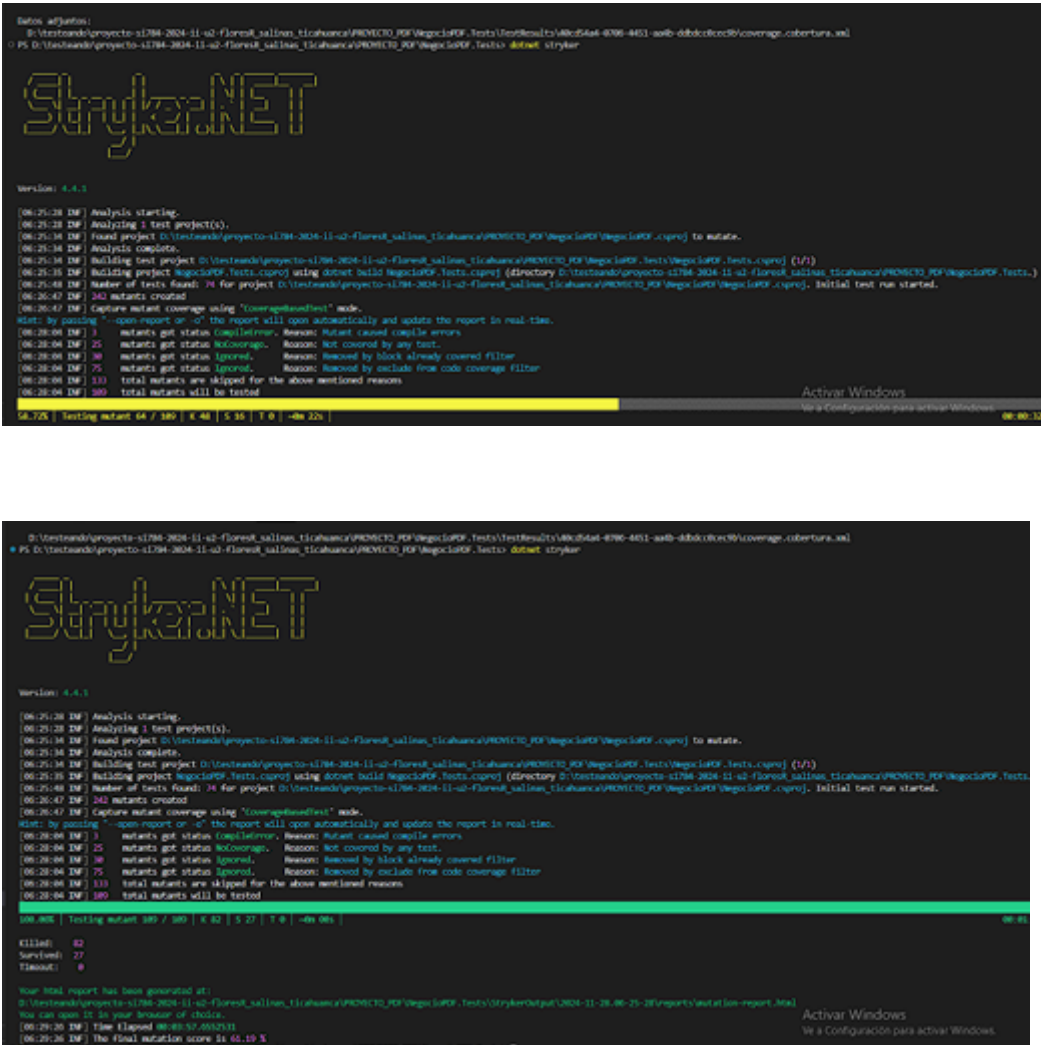 Datos adjuntos:
D:\testeando\proyecto-si784-2024-ii-u2-floresR_salinas_ticahuanca\PROYECTO_PDF\NegocioPDF.Tests\TestResults\ \coverage.cobertura.xml
PS D:\testeando\proyecto-si784-2024-ii-u2-floresR_salinas_ticahuanca\PROYECTO_PDF\NegocioPDF.Tests> dotnet stryker
Stryker.NET
Version: 4.4.1
[06:25:28 INF] Analysis starting.
[06:25:28 INF] Analyzing 1 test project(s).
[06:25:34 INF] Found project D:\testeando\proyecto-si784-2024-ii-u2-floresR_salinas_ticahuanca\PROYECTO_PDF\NegocioPDF\NegocioPDF.csproj to mutate.
[06:25:34 INF] Analysis complete.
[06:25:34 INF] Building test project D:\testeando\proyecto-si784-2024-ii-u2-floresR_salinas_ticahuanca\PROYECTO_PDF\NegocioPDF.Tests\NegocioPDF.Tests.csproj (1/1)
[06:25:35 INF] Building project NegocioPDF.Tests.csproj using dotnet build NegocioPDF.Tests.csproj (directory D:\testeando\proyecto-si784-2024-ii-u2-floresR_salinas_ticahuanca\PROYECTO_PDF\NegocioPDF.Tests.)
[06:25:48 INF] Number of tests found: 74 for project D:\testeando\proyecto-si784-2024-ii-u2-floresR_salinas_ticahuanca\PROYECTO_PDF\NegocioPDF\NegocioPDF.csproj. Initial test run started.
[06:26:47 INF] 242 mutants created
[06:26:47 INF] Capture mutant coverage using 'CoverageBasedTest' mode.
Hint: by passing "--open-report or -o" the report will open automatically and update the report in real-time.
[06:28:04 INF] 3 mutants got status CompileError. Reason: Mutant caused compile errors
[06:28:04 INF] 25 mutants got status NoCoverage. Reason: Not covered by any test.
[06:28:04 INF] 30 mutants got status Ignored. Reason: Removed by block already covered filter
[06:28:04 INF] 75 mutants got status Ignored. Reason: Removed by exclude from code coverage filter
[06:28:04 INF] 133 total mutants are skipped for the above mentioned reasons
[06:28:04 INF] 109 total mutants will be tested
Activar Windows
Ve a Configuración para activar Windows.
58.72% | Testing mutant 64 / 109 | K 48 | S 16 | T 0 | ~0m 22s | 00:00:32
D:\testeando\proyecto-si784-2024-ii-u2-floresR_salinas_ticahuanca\PROYECTO_PDF\NegocioPDF.Tests\TestResults\ \coverage.cobertura.xml
PS D:\testeando\proyecto-si784-2024-ii-u2-floresR_salinas_ticahuanca\PROYECTO_PDF\NegocioPDF.Tests> dotnet stryker
Stryker.NET
Version: 4.4.1
[06:25:28 INF] Analysis starting.
[06:25:28 INF] Analyzing 1 test project(s).
[06:25:34 INF] Found project D:\testeando\proyecto-si784-2024-ii-u2-floresR_salinas_ticahuanca\PROYECTO_PDF\NegocioPDF\NegocioPDF.csproj to mutate.
[06:25:34 INF] Analysis complete.
[06:25:34 INF] Building test project D:\testeando\proyecto-si784-2024-ii-u2-floresR_salinas_ticahuanca\PROYECTO_PDF\NegocioPDF.Tests\NegocioPDF.Tests.csproj (1/1)
[06:25:35 INF] Building project NegocioPDF.Tests.csproj using dotnet build NegocioPDF.Tests.csproj (directory D:\testeando\proyecto-si784-2024-ii-u2-floresR_salinas_ticahuanca\PROYECTO_PDF\NegocioPDF.Tests.
[06:25:48 INF] Number of tests found: 74 for project D:\testeando\proyecto-si784-2024-ii-u2-floresR_salinas_ticahuanca\PROYECTO_PDF\NegocioPDF\NegocioPDF.csproj. Initial test run started.
[06:26:47 INF] 242 mutants created
[06:26:47 INF] Capture mutant coverage using 'CoverageBasedTest' mode.
Hint: by passing "--open-report or -o" the report will open automatically and update the report in real-time.
[06:28:04 INF] 3 mutants got status CompileError. Reason: Mutant caused compile errors
[06:28:04 INF] 25 mutants got status NoCoverage. Reason: Not covered by any test.
[06:28:04 INF] 30 mutants got status Ignored. Reason: Removed by block already covered filter
[06:28:04 INF] 75 mutants got status Ignored. Reason: Removed by exclude from code coverage filter
[06:28:04 INF] 133 total mutants are skipped for the above mentioned reasons
[06:28:04 INF] 109 total mutants will be tested
100.00% | Testing mutant 109 / 109 | K 82 | S 27 | T 0 | ~0m 00s | 00:01
Killed: 82
Survived: 27
Timeout: 0
Your html report has been generated at:
D:\testeando\proyecto-si784-2024-ii-u2-floresR_salinas_ticahuanca\PROYECTO_PDF\NegocioPDF.Tests\StrykerOutput\2024-11-28.06-25-28\reports\mutation-report.html
You can open it in your browser of choice.
[06:29:26 INF] Time Elapsed 00:03:57.6552531
[06:29:26 INF] The final mutation score is 61.19 %
Activar Windows
Ve a Configuración para activar Windows.